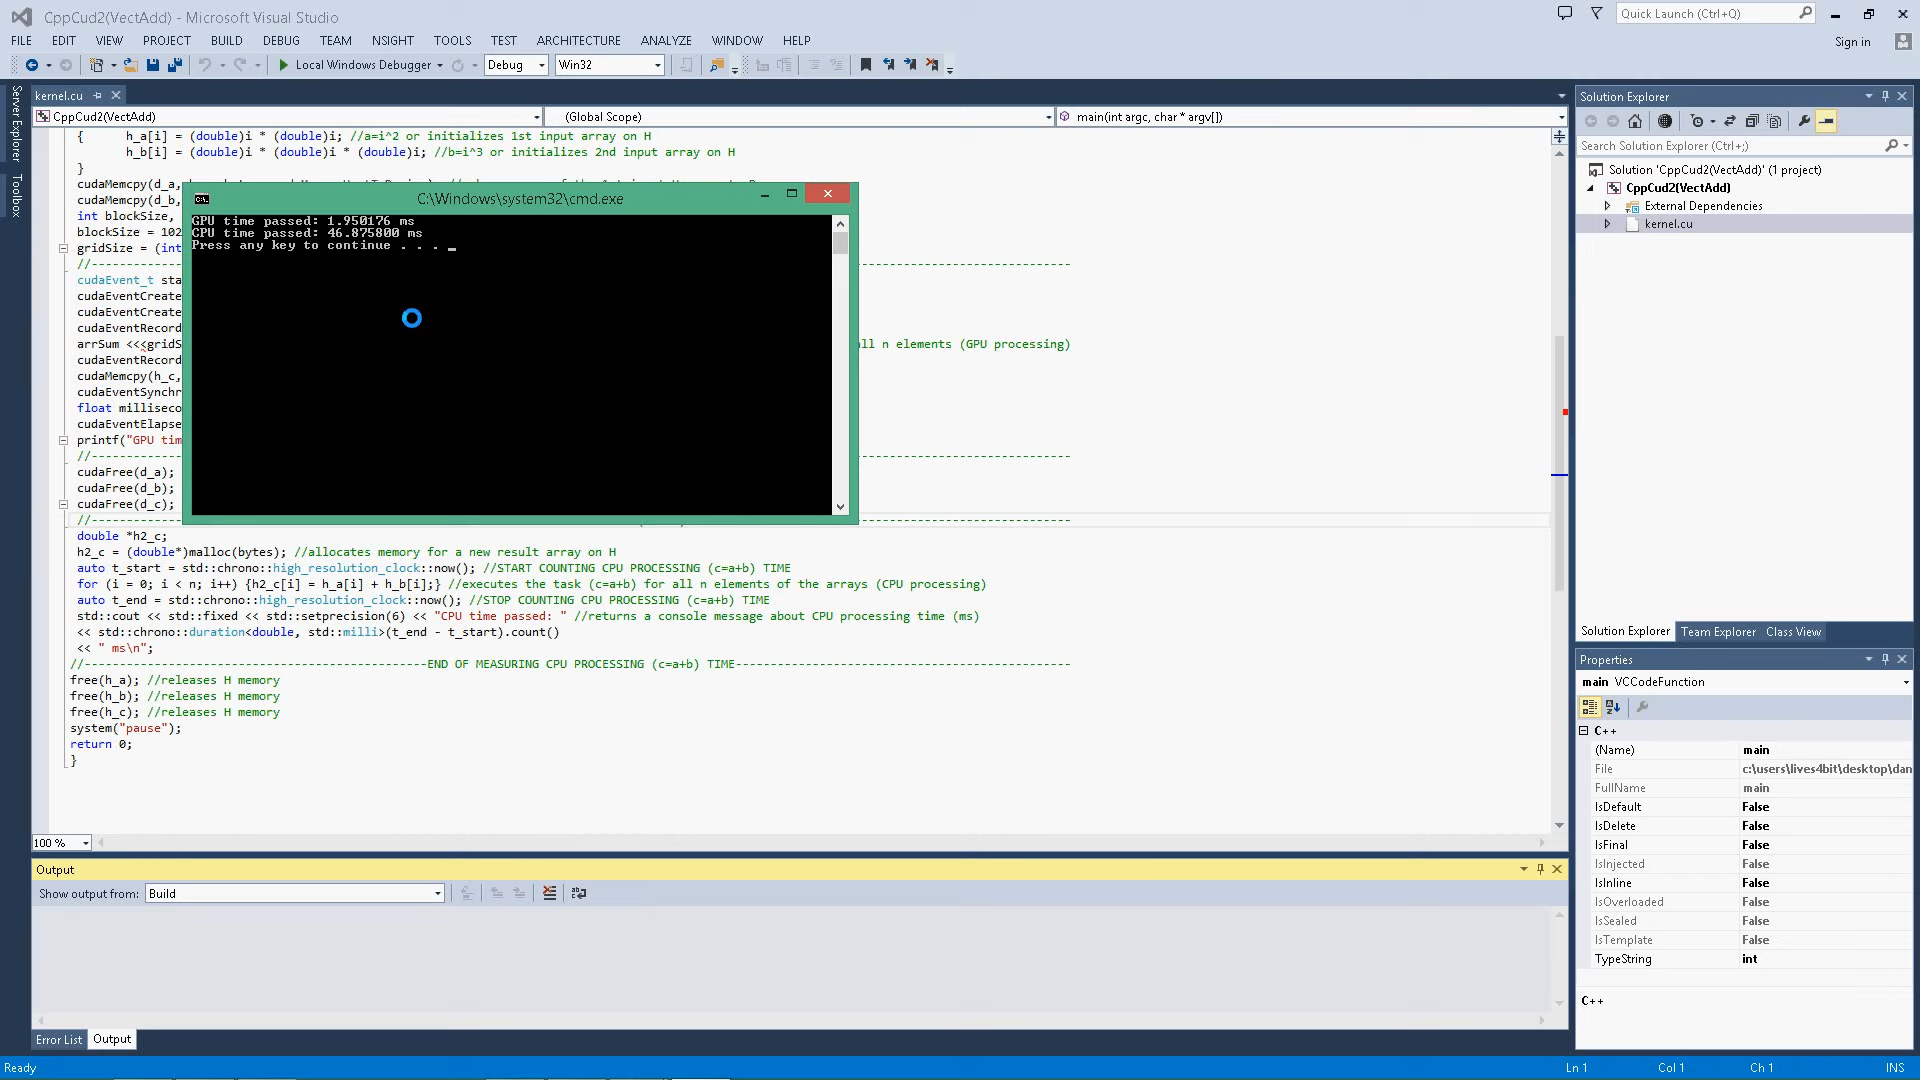 CppCud2(VectAdd) - Microsoft Visual Studio
Quick Launch (Ctrl+Q)
FILE EDIT VIEW PROJECT BUILD DEBUG TEAM NSIGHT TOOLS TEST ARCHITECTURE ANALYZE WINDOW HELP
Sign in
Local Windows Debugger Debug Win32
Server Explorer
Toolbox
kernel.cu
CppCud2(VectAdd) (Global Scope) main(int argc, char * argv[])
{ h_a[i] = (double)i * (double)i; //a=i^2 or initializes 1st input array on H
h_b[i] = (double)i * (double)i * (double)i; //b=i^3 or initializes 2nd input array on H
}
cudaMemcpy(d_a,
cudaMemcpy(d_b,
int blockSize,
blockSize = 102
gridSize = (int
//----------------------------------------------------------------
cudaEvent_t sta
cudaEventCreate
cudaEventCreate
cudaEventRecord
arrSum <<<gridS
all n elements (GPU processing)
cudaEventRecord
cudaMemcpy(h_c,
cudaEventSynchr
float milliseco
cudaEventElapse
printf("GPU tim
//----------------------------------------------------------------
cudaFree(d_a);
cudaFree(d_b);
cudaFree(d_c);
//----------------------------------------------------------------
C:\Windows\system32\cmd.exe
GPU time passed: 1.950176 ms
CPU time passed: 46.875800 ms
Press any key to continue . . . _
double *h2_c;
h2_c = (double*)malloc(bytes); //allocates memory for a new result array on H
auto t_start = std::chrono::high_resolution_clock::now(); //START COUNTING CPU PROCESSING (c=a+b) TIME
for (i = 0; i < n; i++) {h2_c[i] = h_a[i] + h_b[i];} //executes the task (c=a+b) for all n elements of the arrays (CPU processing)
auto t_end = std::chrono::high_resolution_clock::now(); //STOP COUNTING CPU PROCESSING (c=a+b) TIME
std::cout << std::fixed << std::setprecision(6) << "CPU time passed: " //returns a console message about CPU processing time (ms)
<< std::chrono::duration<double, std::milli>(t_end - t_start).count()
<< " ms\n";
//-------------------------------------------------END OF MEASURING CPU PROCESSING (c=a+b) TIME------------------------------------------------
free(h_a); //releases H memory
free(h_b); //releases H memory
free(h_c); //releases H memory
system("pause");
return 0;
}
100 %
Output
Show output from: Build
Error List Output
Solution Explorer
Search Solution Explorer (Ctrl+;)
Solution 'CppCud2(VectAdd)' (1 project)
CppCud2(VectAdd)
External Dependencies
kernel.cu
Solution Explorer Team Explorer Class View
Properties
main VCCodeFunction
C++
(Name) main
File c:\users\lives4bit\desktop\dan
FullName main
IsDefault False
IsDelete False
IsFinal False
IsInjected False
IsInline False
IsOverloaded False
IsSealed False
IsTemplate False
TypeString int
C++
Ready Ln 1 Col 1 Ch 1 INS